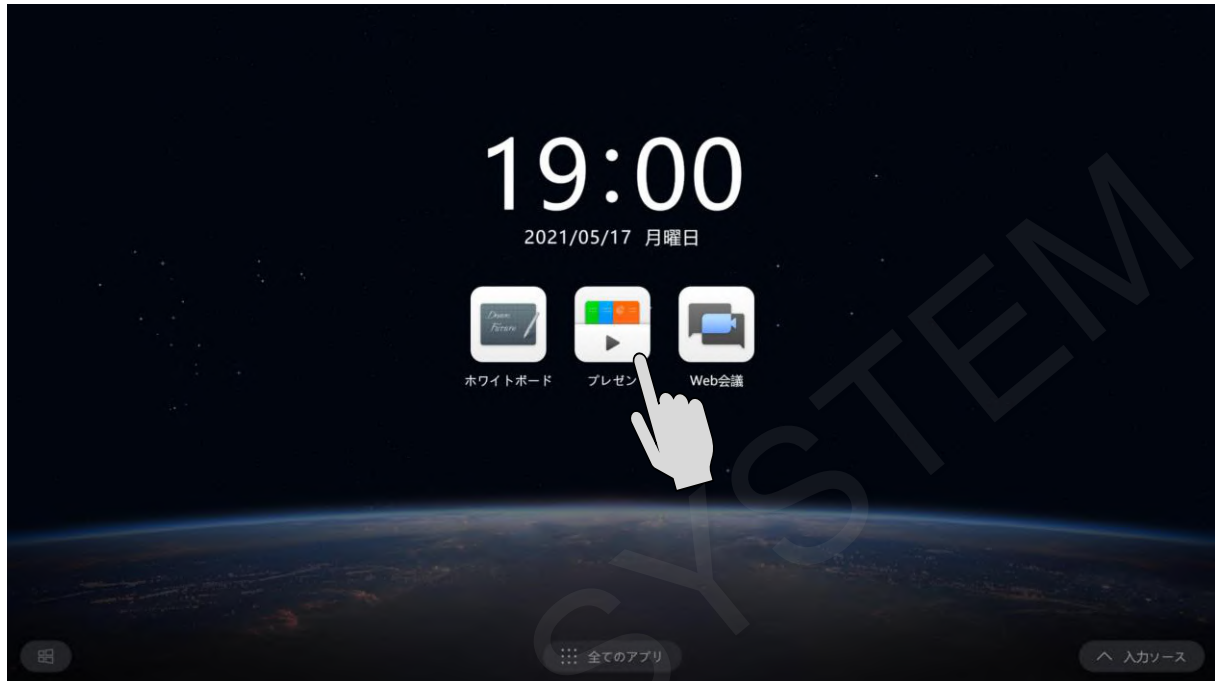 19:00
2021/05/17 月曜日
ホワイトボード
プレゼン
Web会議
全てのアプリ
入力ソース
SYSTEM